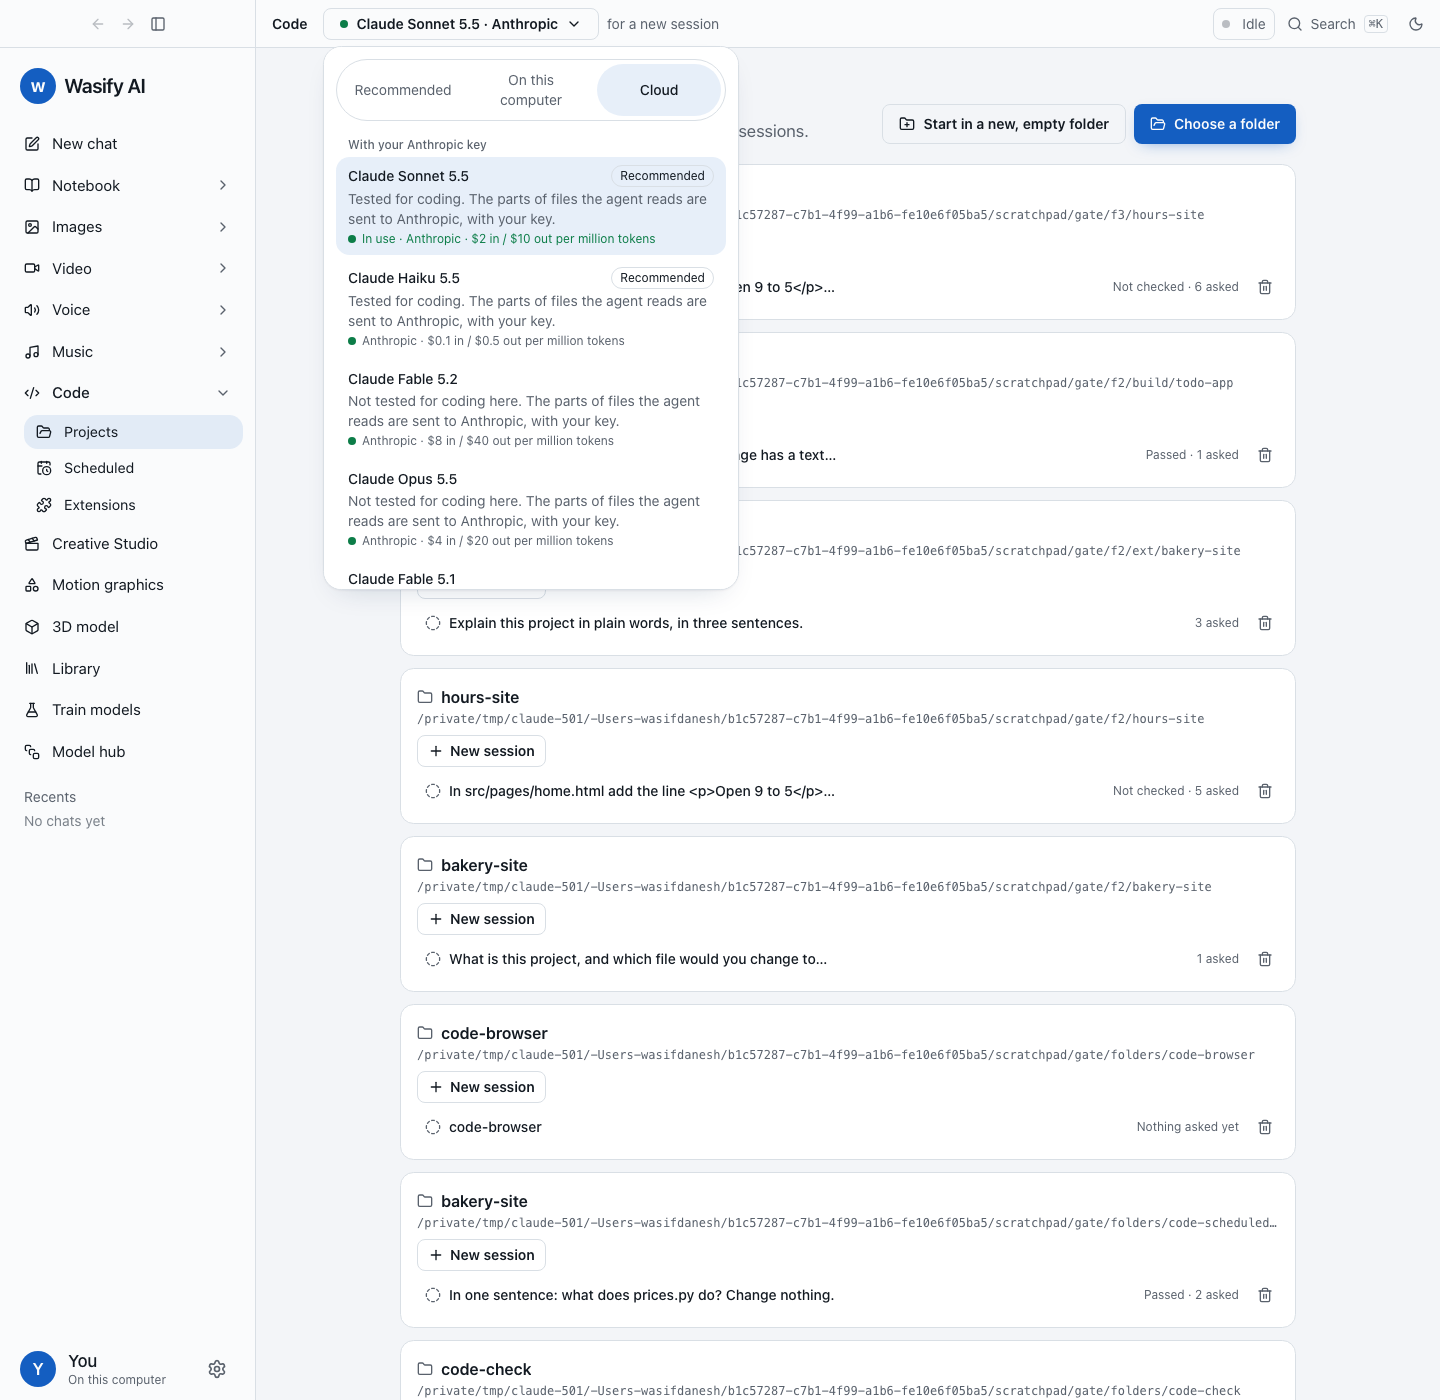 Code
Claude Sonnet 5.5 · Anthropic
for a new session
Idle
Search
⌘K
W
Wasify AI
New chat
Notebook
Images
Video
Voice
Music
Code
Projects
Scheduled
Extensions
Creative Studio
Motion graphics
3D model
Library
Train models
Model hub
Recents
No chats yet
Y
You
On this computer
Recommended
On this
computer
Cloud
With your Anthropic key
Claude Sonnet 5.5
Recommended
Tested for coding. The parts of files the agent reads are
sent to Anthropic, with your key.
In use · Anthropic · $2 in / $10 out per million tokens
Claude Haiku 5.5
Recommended
Tested for coding. The parts of files the agent reads are
sent to Anthropic, with your key.
Anthropic · $0.1 in / $0.5 out per million tokens
Claude Fable 5.2
Not tested for coding here. The parts of files the agent
reads are sent to Anthropic, with your key.
Anthropic · $8 in / $40 out per million tokens
Claude Opus 5.5
Not tested for coding here. The parts of files the agent
reads are sent to Anthropic, with your key.
Anthropic · $4 in / $20 out per million tokens
Claude Fable 5.1
sessions.
Start in a new, empty folder
Choose a folder
1c57287-c7b1-4f99-a1b6-fe10e6f05ba5/scratchpad/gate/f3/hours-site
en 9 to 5</p>...
Not checked · 6 asked
1c57287-c7b1-4f99-a1b6-fe10e6f05ba5/scratchpad/gate/f2/build/todo-app
ge has a text...
Passed · 1 asked
1c57287-c7b1-4f99-a1b6-fe10e6f05ba5/scratchpad/gate/f2/ext/bakery-site
Explain this project in plain words, in three sentences.
3 asked
hours-site
/private/tmp/claude-501/-Users-wasifdanesh/b1c57287-c7b1-4f99-a1b6-fe10e6f05ba5/scratchpad/gate/f2/hours-site
New session
In src/pages/home.html add the line <p>Open 9 to 5</p>...
Not checked · 5 asked
bakery-site
/private/tmp/claude-501/-Users-wasifdanesh/b1c57287-c7b1-4f99-a1b6-fe10e6f05ba5/scratchpad/gate/f2/bakery-site
New session
What is this project, and which file would you change to...
1 asked
code-browser
/private/tmp/claude-501/-Users-wasifdanesh/b1c57287-c7b1-4f99-a1b6-fe10e6f05ba5/scratchpad/gate/folders/code-browser
New session
code-browser
Nothing asked yet
bakery-site
/private/tmp/claude-501/-Users-wasifdanesh/b1c57287-c7b1-4f99-a1b6-fe10e6f05ba5/scratchpad/gate/folders/code-scheduled…
New session
In one sentence: what does prices.py do? Change nothing.
Passed · 2 asked
code-check
/private/tmp/claude-501/-Users-wasifdanesh/b1c57287-c7b1-4f99-a1b6-fe10e6f05ba5/scratchpad/gate/folders/code-check